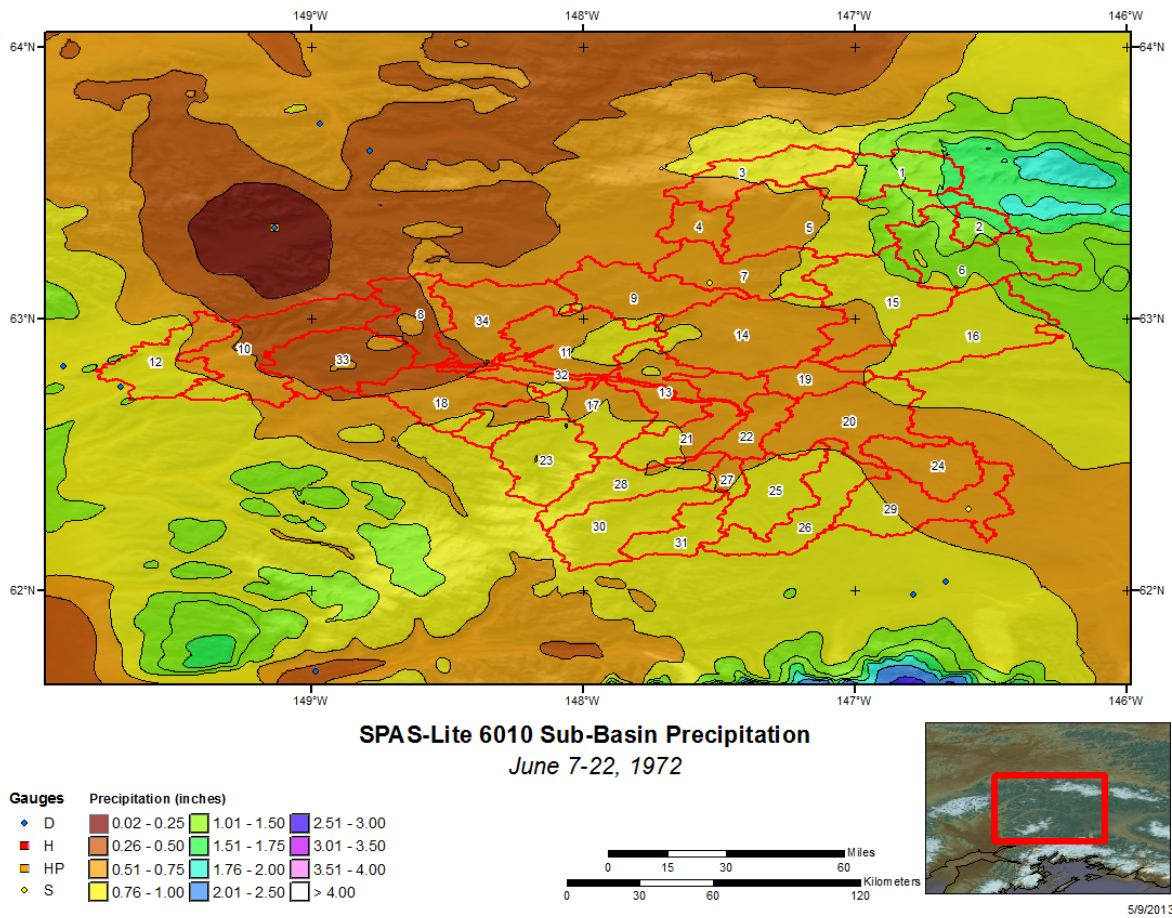 149°W 148°W 147°W 146°W
64°N 64°N
3 1
4 5 2
7 6
9 15
63°N 8 34 14 16 63°N
12 10 33 11
32 13 19
18 17 20
21 22
23 24
28 27 25
30 26 29
31
62°N 62°N
149°W 148°W 147°W 146°W
SPAS-Lite 6010 Sub-Basin Precipitation
June 7-22, 1972
Gauges Precipitation (inches)
D 0.02 - 0.25 1.01 - 1.50 2.51 - 3.00
H 0.26 - 0.50 1.51 - 1.75 3.01 - 3.50
HP 0.51 - 0.75 1.76 - 2.00 3.51 - 4.00
S 0.76 - 1.00 2.01 - 2.50 > 4.00
Miles
0 15 30 60
Kilometers
0 30 60 120
5/9/2013